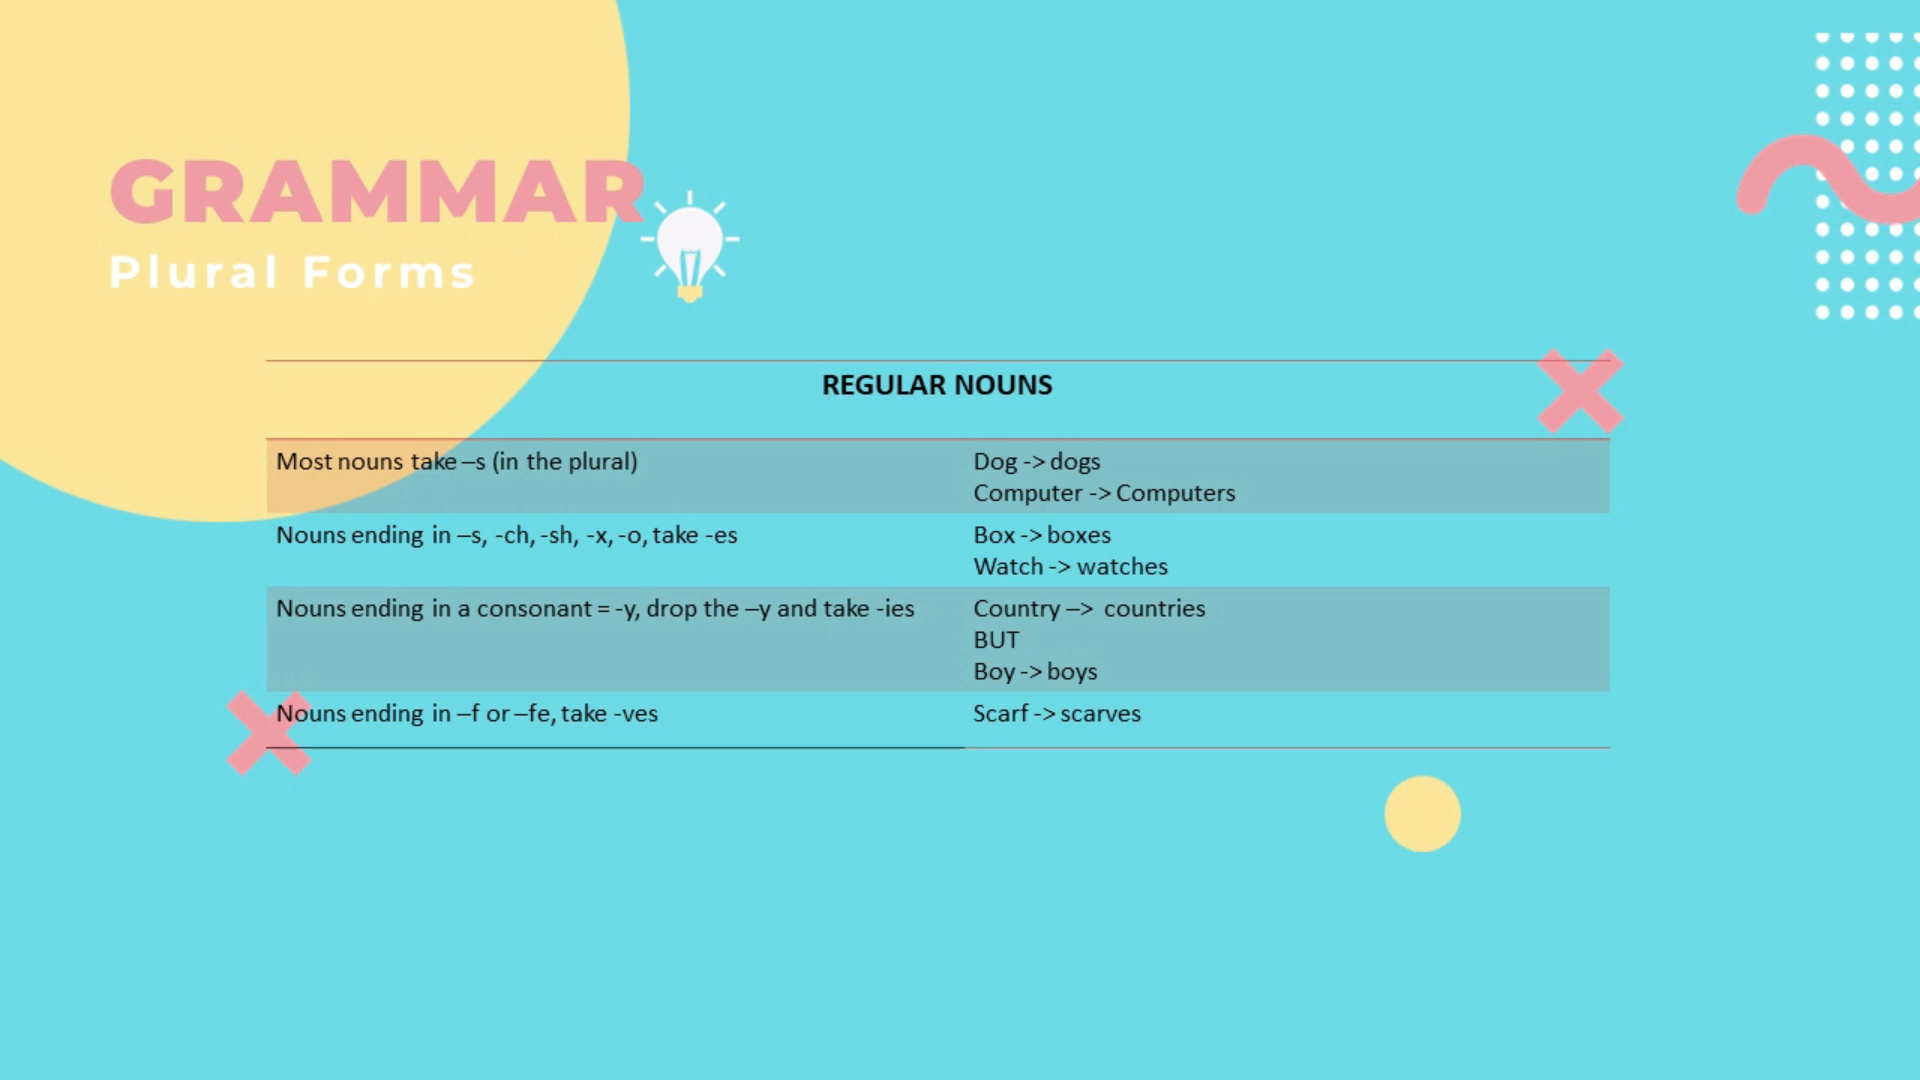 GRAMMAR
Plural Forms
REGULAR NOUNS
Most nouns take –s (in the plural)
Dog -> dogs
Computer -> Computers
Nouns ending in –s, -ch, -sh, -x, -o, take -es
Box -> boxes
Watch -> watches
Nouns ending in a consonant = -y, drop the –y and take -ies
Country –> countries
BUT
Boy -> boys
Nouns ending in –f or –fe, take -ves
Scarf -> scarves